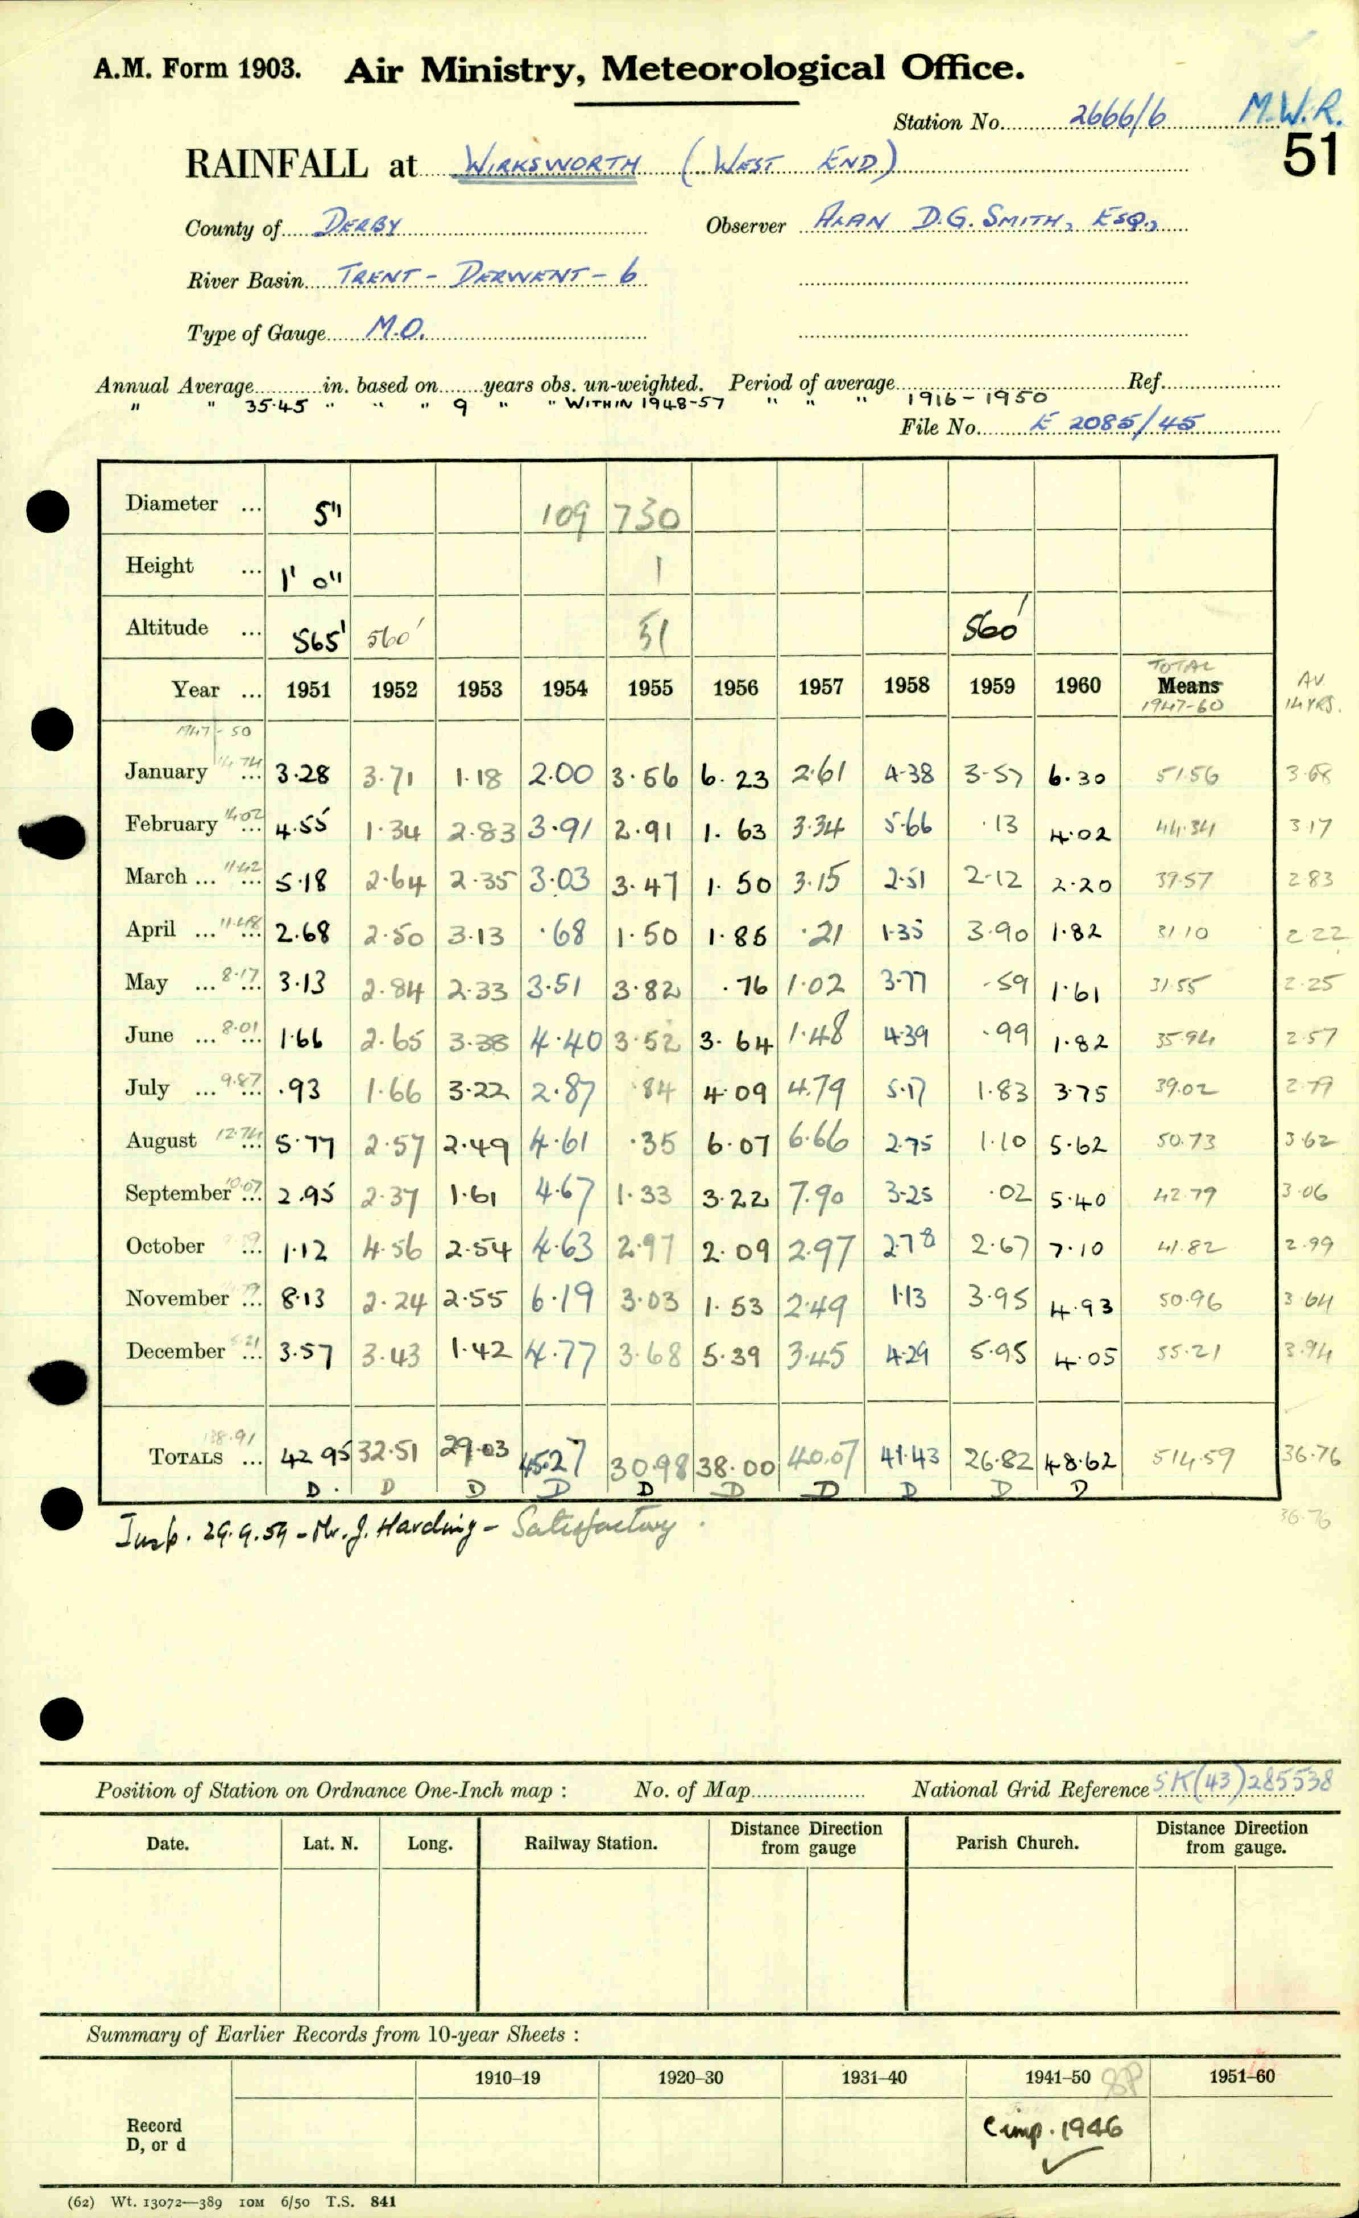 A.M. Form 1903. Air Ministry, Meteorological Office.
Station No. 2666/6 M.W.R.
51
RAINFALL at WIRKSWORTH (WEST END)
County of DERBY Observer ALAN D.G. SMITH, ESQ.,
River Basin TRENT - DERWENT - 6
Type of Gauge M.O.
Annual Average in. based on years obs. un-weighted. Period of average Ref.
" " 35.45 " " " 9 " " WITHIN 1948-57 " " " 1916-1950
File No. E 2085/45
Diameter ... 5" 109 730
Height ... 1' 0" 1
Altitude ... 565' 560' 51 560'
Year ... 1951 1952 1953 1954 1955 1956 1957 1958 1959 1960 TOTAL Means 1947-60 AV 14 YRS.
1947-50
January 14.74 ... 3.28 3.71 1.18 2.00 3.56 6.23 2.61 4.38 3.57 6.30 51.56 3.68
February 14.02 ... 4.55 1.34 2.83 3.91 2.91 1.63 3.34 5.66 .13 4.02 44.34 3.17
March ... 11.42 ... 5.18 2.64 2.35 3.03 3.47 1.50 3.15 2.51 2.12 2.20 39.57 2.83
April ... 11.48 ... 2.68 2.50 3.13 .68 1.50 1.85 .21 1.35 3.90 1.82 31.10 2.22
May ... 8.17 ... 3.13 2.84 2.33 3.51 3.82 .76 1.02 3.77 .59 1.61 31.55 2.25
June ... 8.01 ... 1.66 2.65 3.38 4.40 3.52 3.64 1.48 4.39 .99 1.82 35.94 2.57
July ... 9.87 ... .93 1.66 3.22 2.87 .84 4.09 4.79 5.17 1.83 3.75 39.02 2.79
August 12.74 ... 5.77 2.57 2.49 4.61 .35 6.07 6.66 2.75 1.10 5.62 50.73 3.62
September 10.07 ... 2.95 2.37 1.61 4.67 1.33 3.22 7.90 3.25 .02 5.40 42.79 3.06
October ... 1.12 4.56 2.54 4.63 2.97 2.09 2.97 2.78 2.67 7.10 41.82 2.99
November ... 8.13 2.24 2.55 6.19 3.03 1.53 2.49 1.13 3.95 4.93 50.96 3.64
December ... 3.57 3.43 1.42 4.77 3.68 5.39 3.45 4.29 5.95 4.05 55.21 3.94
138.91
TOTALS ... 42.95 32.51 29.03 45.27 30.98 38.00 40.07 41.43 26.82 48.62 514.59 36.76
D. D D D D D D D D D
36.76
Insp. 29.9.59 - Mr. J. Harding - Satisfactory.
Position of Station on Ordnance One-Inch map : No. of Map National Grid Reference SK(43)285538
Date. Lat. N. Long. Railway Station. Distance Direction from gauge Parish Church. Distance Direction from gauge.
Summary of Earlier Records from 10-year Sheets :
1910-19 1920-30 1931-40 1941-50 8P 1951-60
Record D, or d Comp. 1946
(62) Wt. 13072—389 10M 6/50 T.S. 841